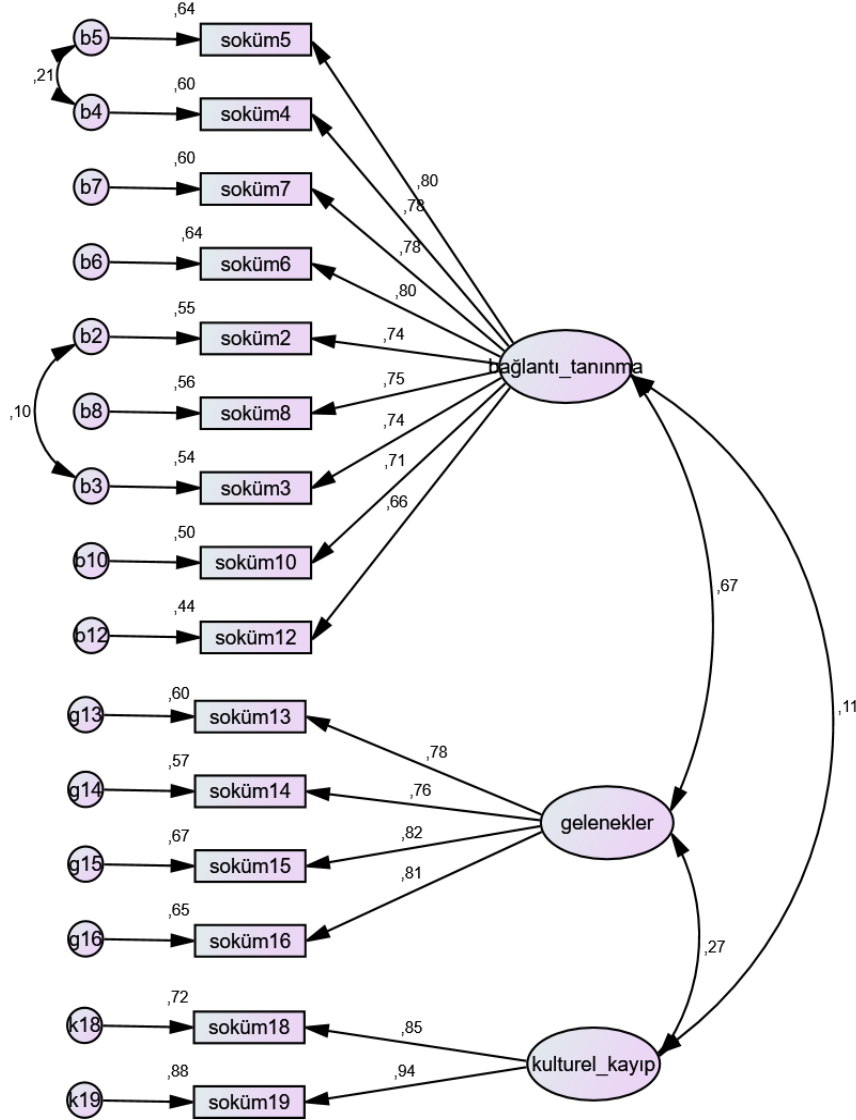 ,64
b5
soküm5
,21
,60
b4
soküm4
,60
b7
soküm7
,80
,78
,64
b6
soküm6
,78
,80
,55
b2
soküm2
,74
bağlantı_tanınma
,56
b8
soküm8
,75
,10
,74
,54
b3
soküm3
,71
,66
,50
b10
soküm10
,67
,44
b12
soküm12
,60
g13
soküm13
,78
,11
,57
g14
soküm14
,76
gelenekler
,67
g15
soküm15
,82
,81
,65
g16
soküm16
,27
,72
k18
soküm18
,85
kulturel_kayıp
,88
k19
soküm19
,94